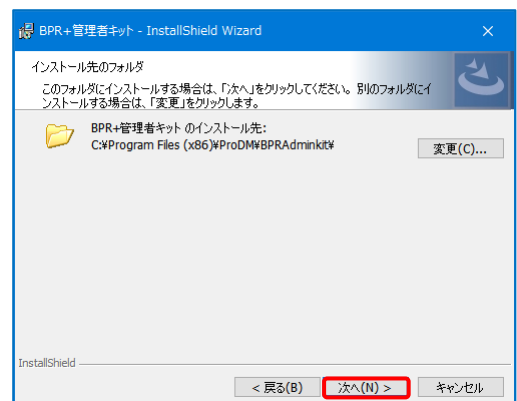 BPR+管理者キット - InstallShield Wizard
インストール先のフォルダ
このフォルダにインストールする場合は、「次へ」をクリックしてください。別のフォルダにイ
ンストールする場合は、「変更」をクリックします。
BPR+管理者キット のインストール先:
C:¥Program Files (x86)¥ProDM¥BPRAdminkit¥
変更(C)...
InstallShield
< 戻る(B)
次へ(N) >
キャンセル